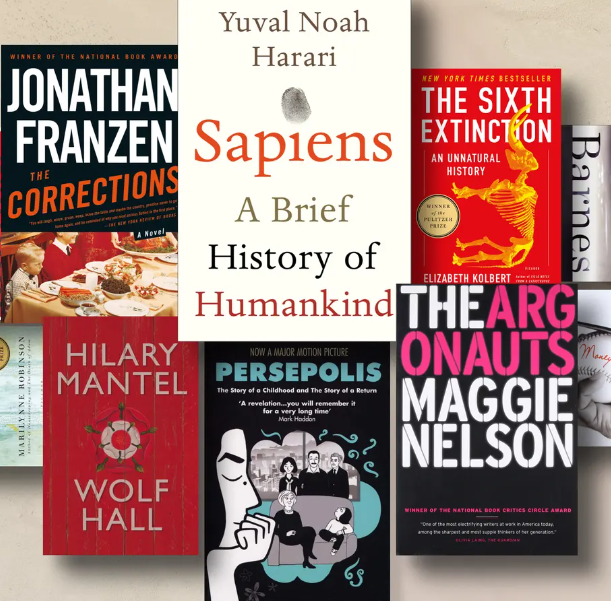 WINNER OF THE NATIONAL BOOK AWARD
JONATHAN
FRANZEN
THE
CORRECTIONS
A Novel
Yuval Noah
Harari
Sapiens
A Brief
History of
Humankind
NEW YORK TIMES BESTSELLER
THE SIXTH
EXTINCTION
AN UNNATURAL
HISTORY
WINNER
of the
PULITZER
PRIZE
ELIZABETH KOLBERT
Barnes
MARILYNNE ROBINSON
HILARY
MANTEL
WOLF
HALL
NOW A MAJOR MOTION PICTURE
PERSEPOLIS
The Story of a Childhood and The Story of a Return
‘A revelation...you will remember it
for a very long time’
Mark Haddon
THE ARG
ONAUTS
MAGGIE
NELSON
WINNER OF THE NATIONAL BOOK CRITICS CIRCLE AWARD
"One of the most electrifying writers at work in America today,
among the sharpest and most supple thinkers of her generation."
OLIVIA LAING, THE GUARDIAN
Money